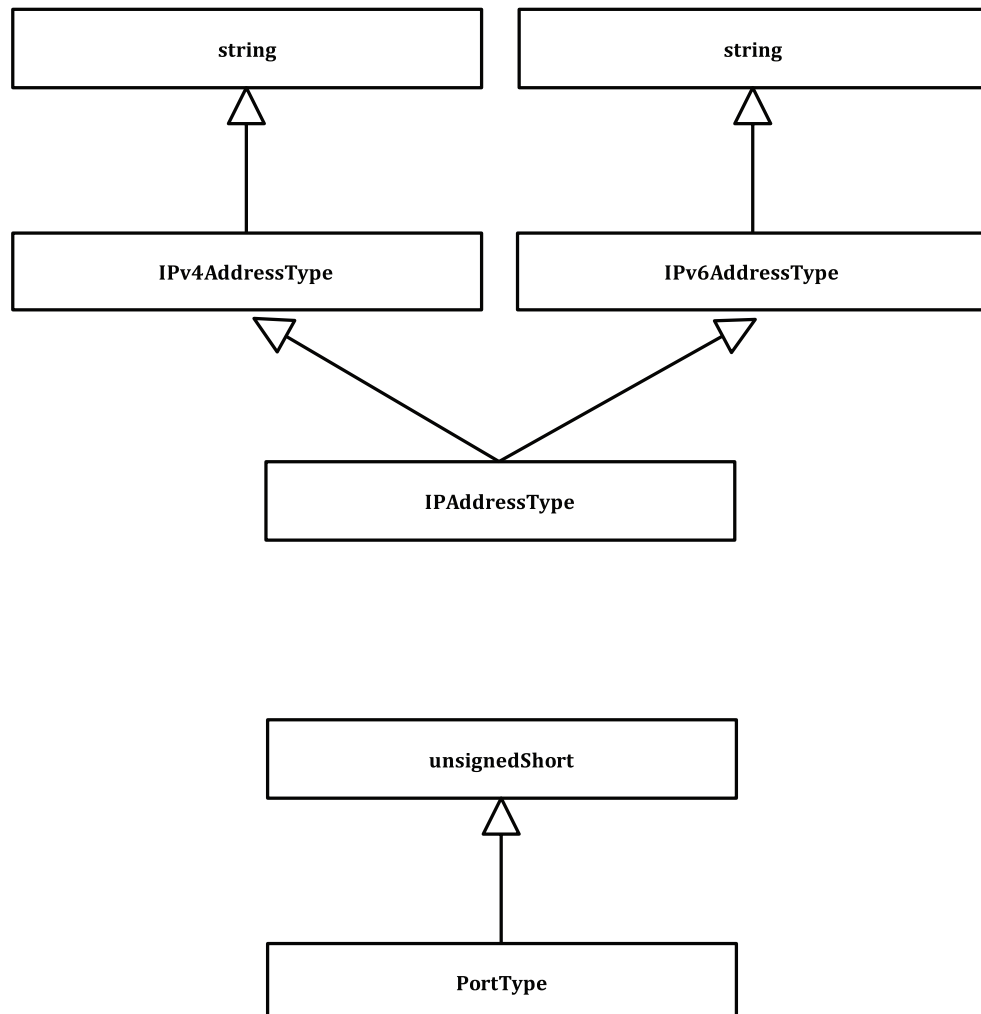 string
string
IPv4AddressType
IPv6AddressType
IPAddressType
unsignedShort
PortType